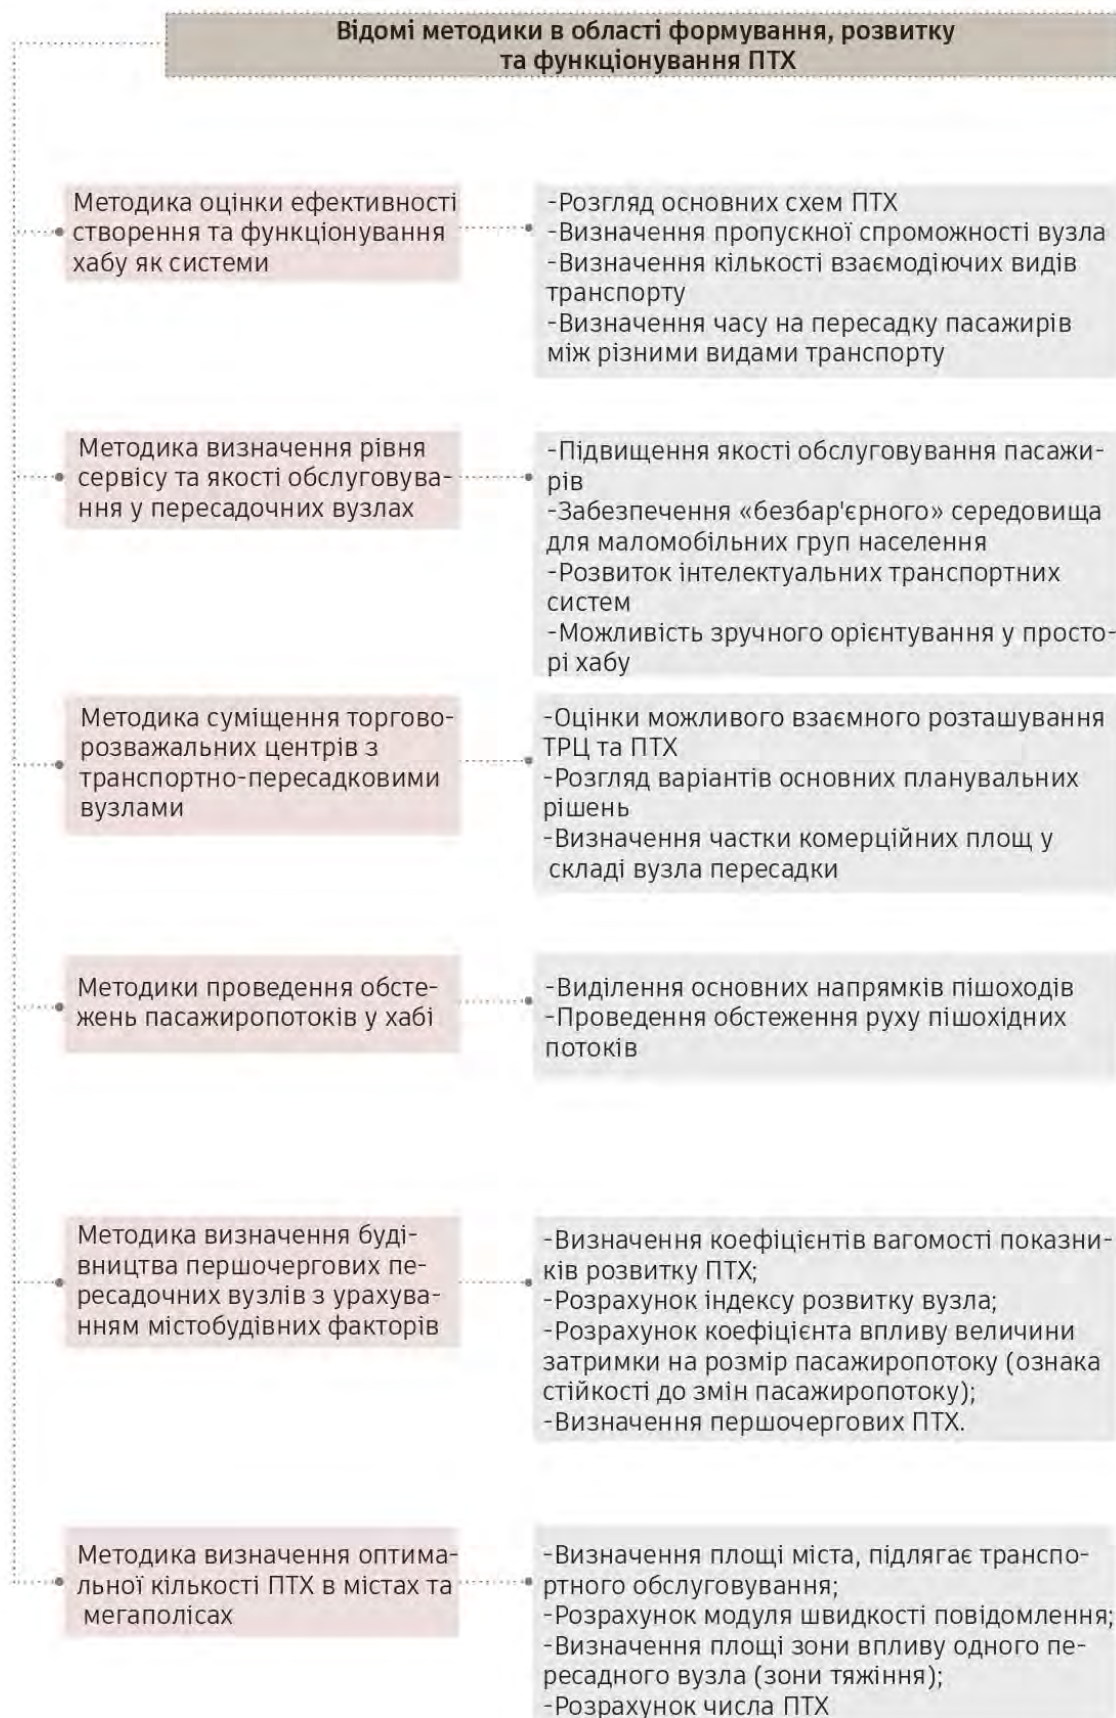 Відомі методики в області формування, розвитку
та функціонування ПТХ
Методика оцінки ефективності
створення та функціонування
хабу як системи
-Розгляд основних схем ПТХ
-Визначення пропускної спроможності вузла
-Визначення кількості взаємодіючих видів
транспорту
-Визначення часу на пересадку пасажирів
між різними видами транспорту
Методика визначення рівня
сервісу та якості обслуговува-
ння у пересадочних вузлах
-Підвищення якості обслуговування пасажи-
рів
-Забезпечення «безбар'єрного» середовища
для маломобільних груп населення
-Розвиток інтелектуальних транспортних
систем
-Можливість зручного орієнтування у просто-
рі хабу
Методика суміщення торгово-
розважальних центрів з
транспортно-пересадковими
вузлами
-Оцінки можливого взаємного розташування
ТРЦ та ПТХ
-Розгляд варіантів основних планувальних
рішень
-Визначення частки комерційних площ у
складі вузла пересадки
Методики проведення обсте-
жень пасажиропотоків у хабі
-Виділення основних напрямків пішоходів
-Проведення обстеження руху пішохідних
потоків
Методика визначення буді-
вництва першочергових пе-
ресадочних вузлів з урахува-
нням містобудівних факторів
-Визначення коефіцієнтів вагомості показни-
ків розвитку ПТХ;
-Розрахунок індексу розвитку вузла;
-Розрахунок коефіцієнта впливу величини
затримки на розмір пасажиропотоку (ознака
стійкості до змін пасажиропотоку);
-Визначення першочергових ПТХ.
Методика визначення оптима-
льної кількості ПТХ в містах та
мегаполісах
-Визначення площі міста, підлягає транспо-
ртного обслуговування;
-Розрахунок модуля швидкості повідомлення;
-Визначення площі зони впливу одного пе-
ресадного вузла (зони тяжіння);
-Розрахунок числа ПТХ